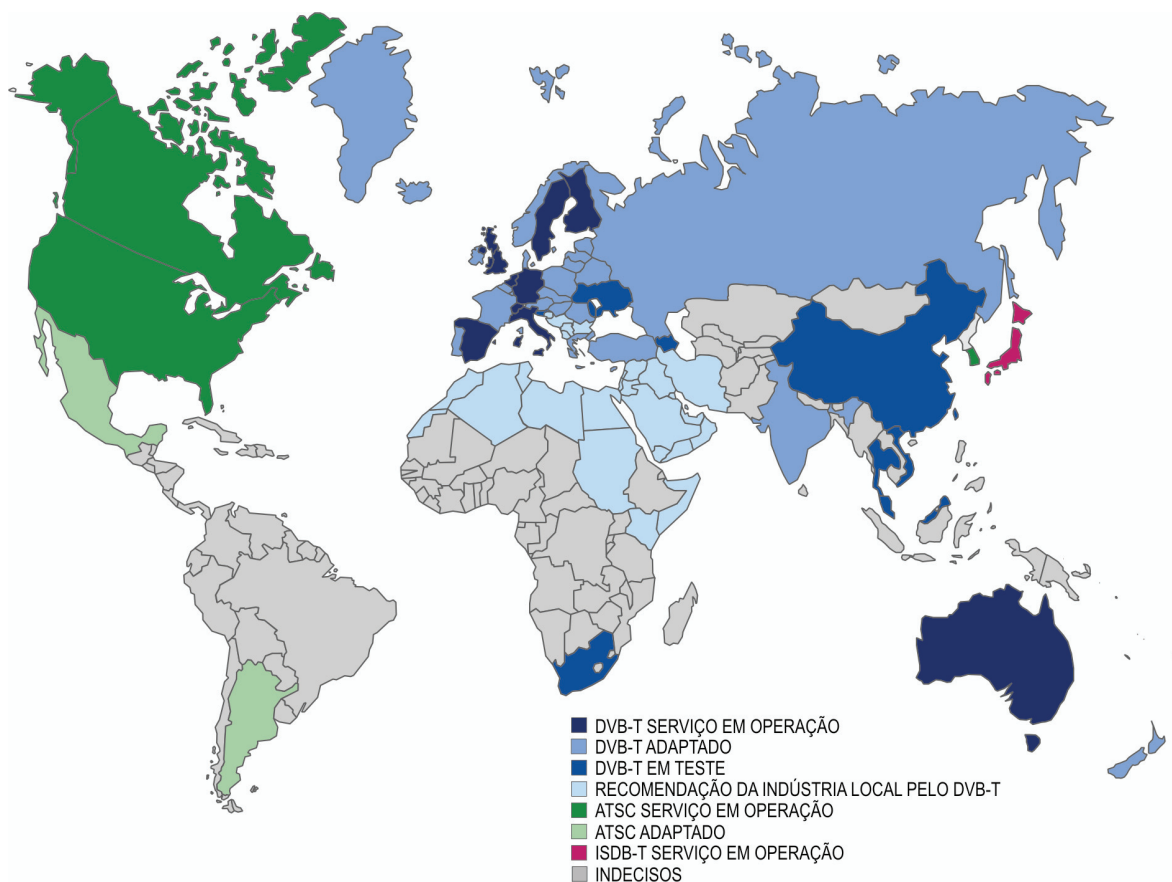 DVB-T SERVIÇO EM OPERAÇÃO
DVB-T ADAPTADO
DVB-T EM TESTE
RECOMENDAÇÃO DA INDÚSTRIA LOCAL PELO DVB-T
ATSC SERVIÇO EM OPERAÇÃO
ATSC ADAPTADO
ISDB-T SERVIÇO EM OPERAÇÃO
INDECISOS